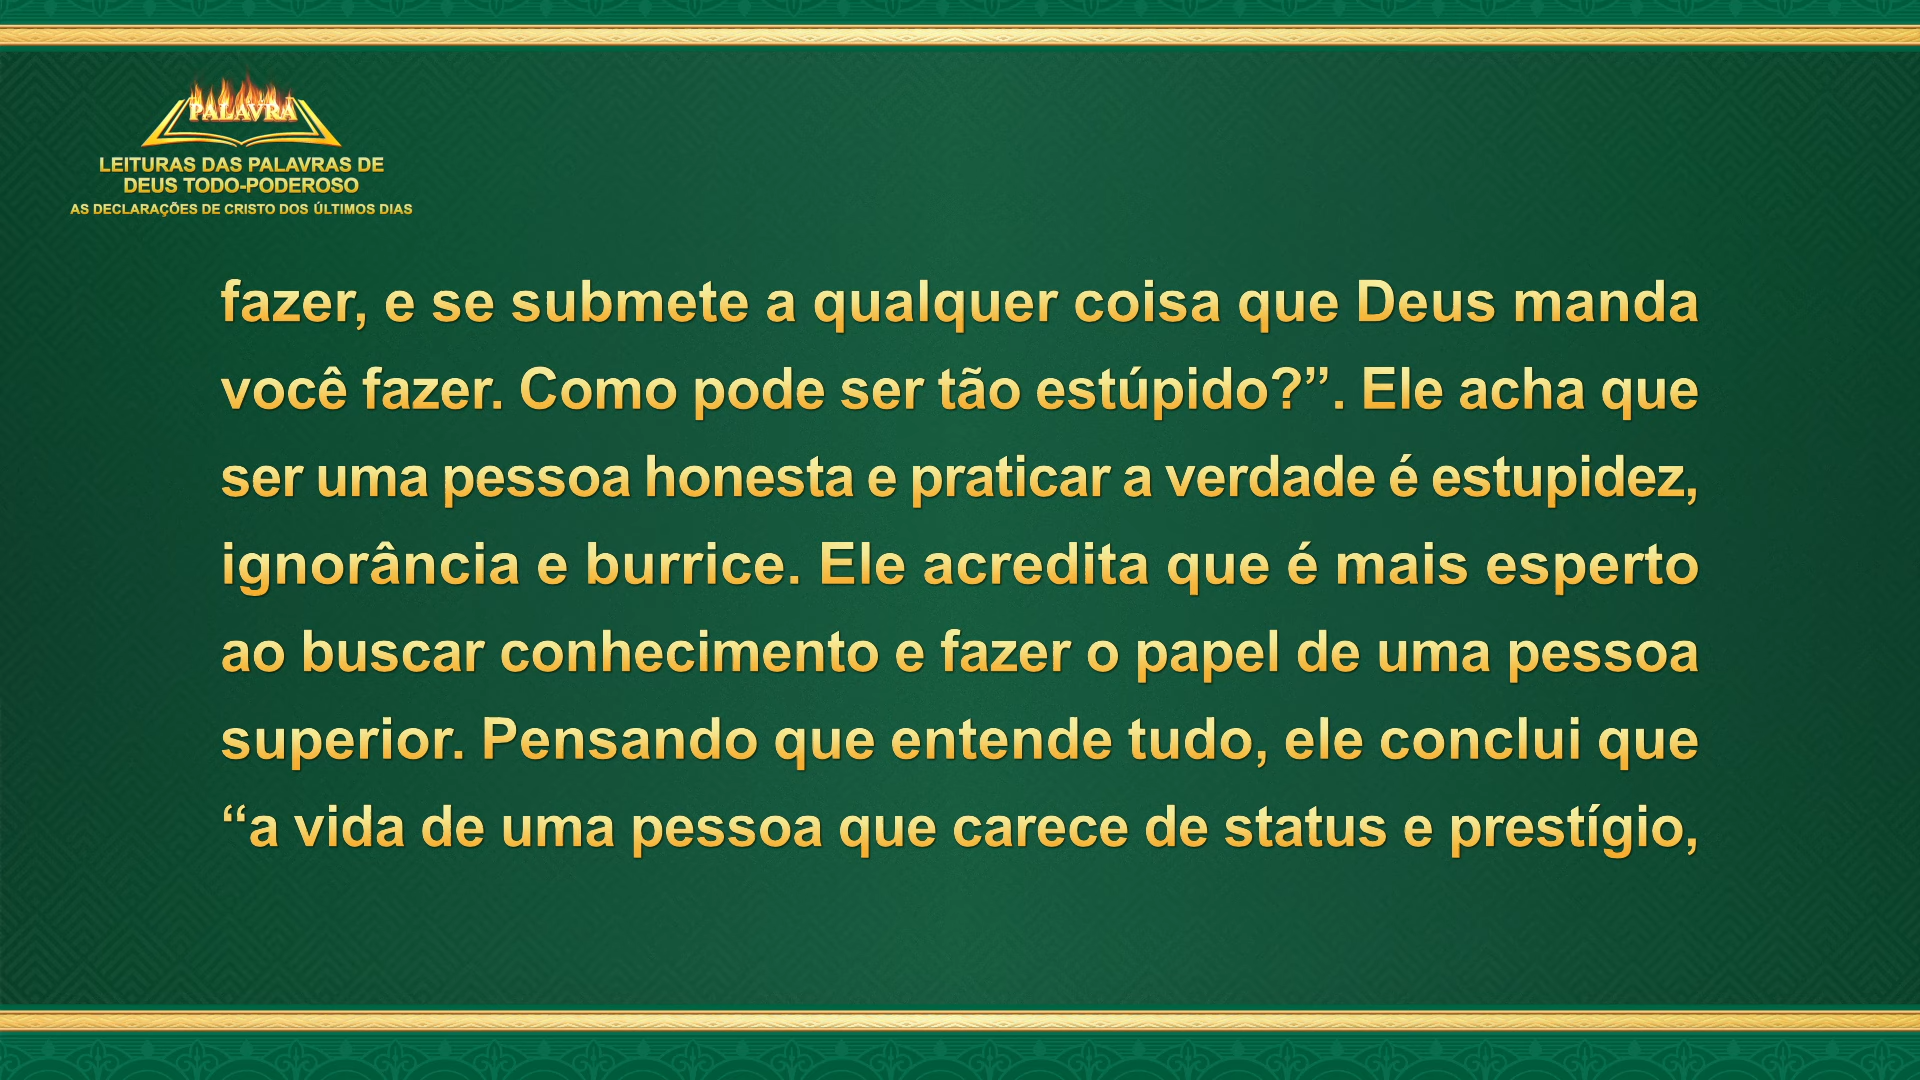 PALAVRA
LEITURAS DAS PALAVRAS DE
DEUS TODO-PODEROSO
AS DECLARAÇÕES DE CRISTO DOS ÚLTIMOS DIAS
fazer, e se submete a qualquer coisa que Deus manda
você fazer. Como pode ser tão estúpido?”. Ele acha que
ser uma pessoa honesta e praticar a verdade é estupidez,
ignorância e burrice. Ele acredita que é mais esperto
ao buscar conhecimento e fazer o papel de uma pessoa
superior. Pensando que entende tudo, ele conclui que
“a vida de uma pessoa que carece de status e prestígio,